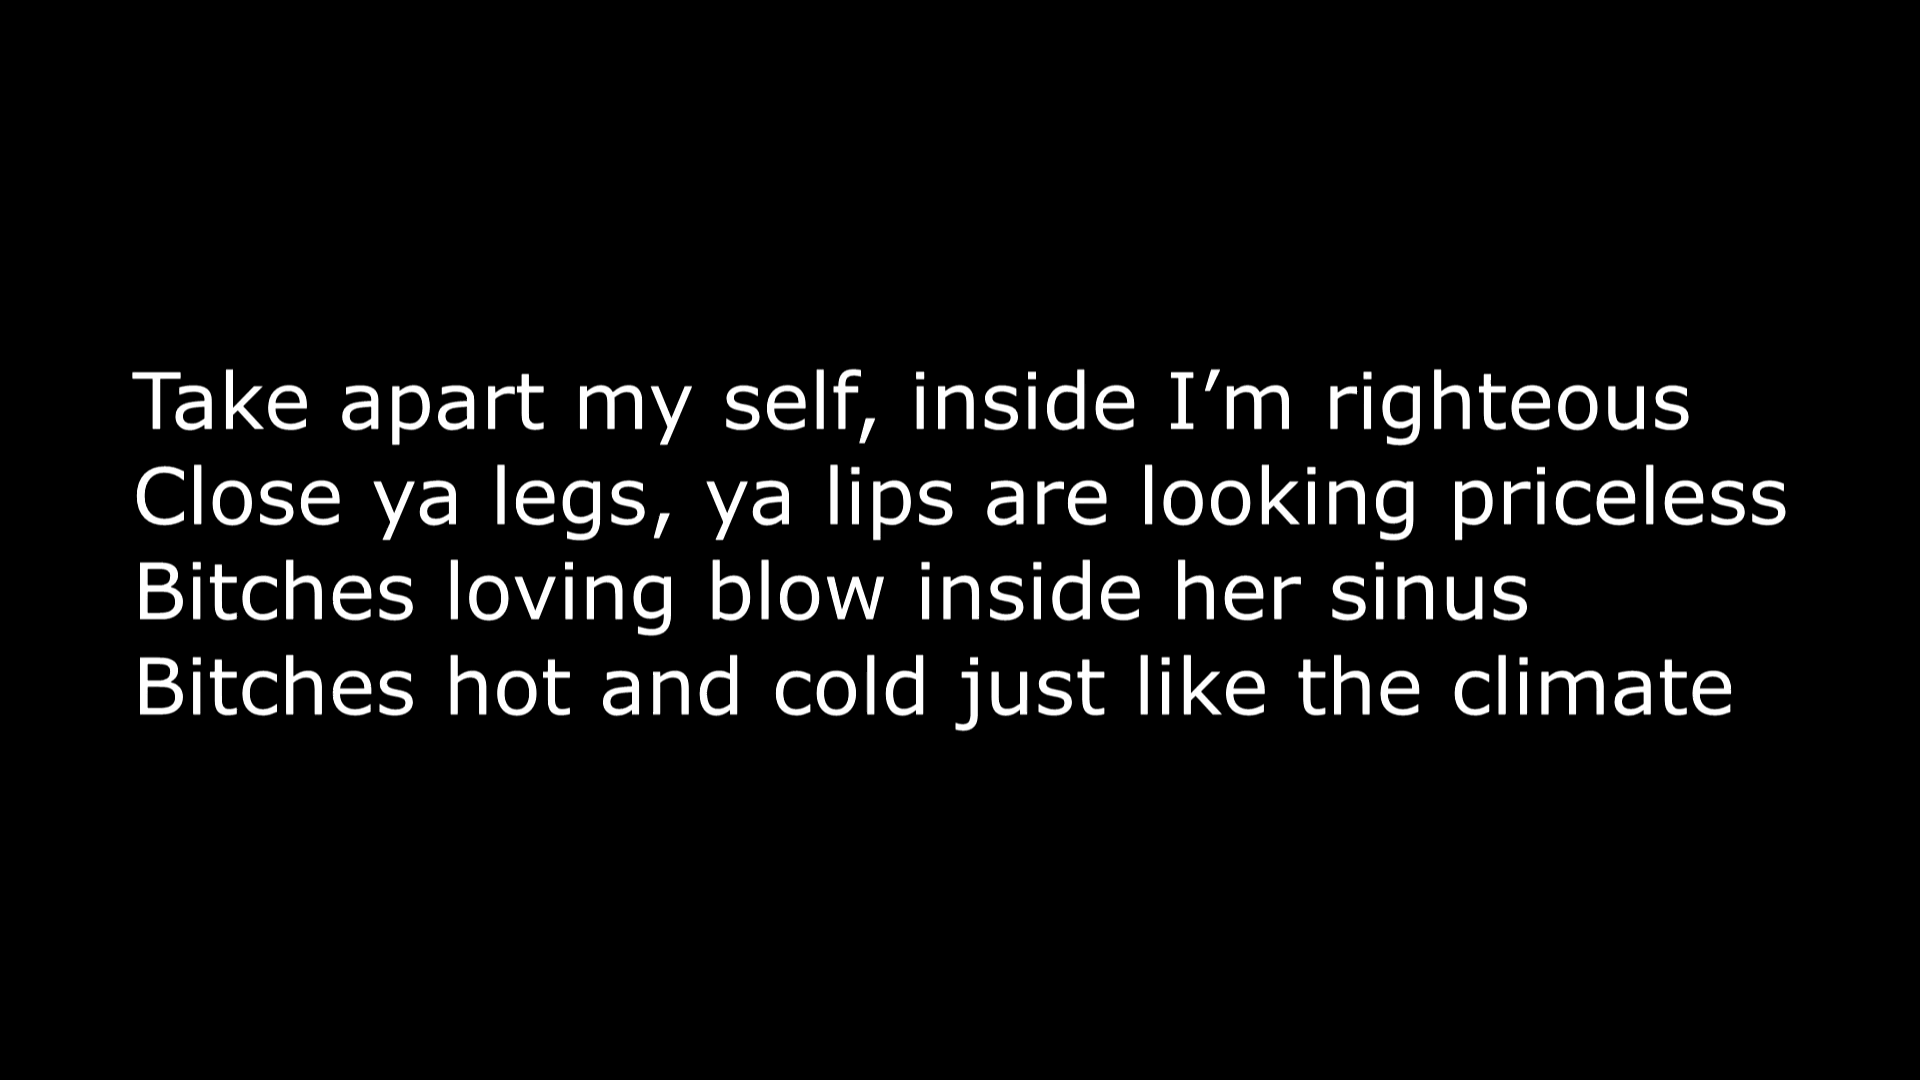 Take apart my self, inside I’m righteous
Close ya legs, ya lips are looking priceless
Bitches loving blow inside her sinus
Bitches hot and cold just like the climate